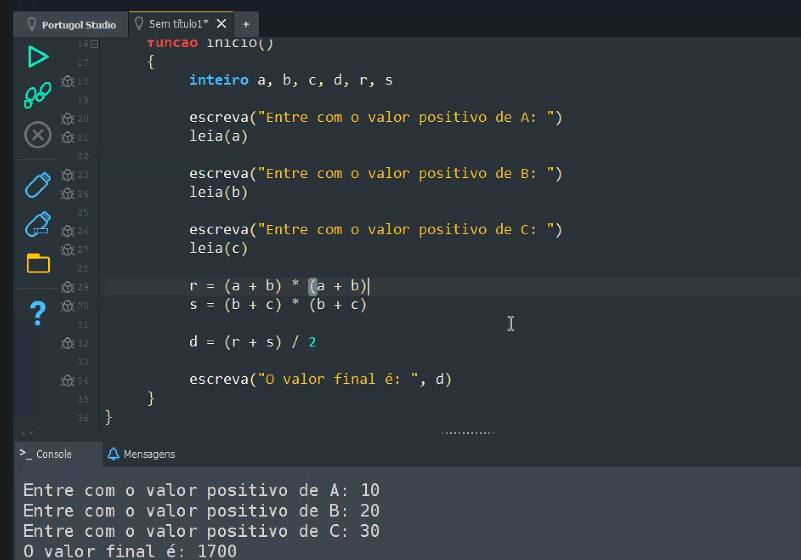 Portugol Studio
Sem título1*
16 funcao inicio()
17 {
18 inteiro a, b, c, d, r, s
19
20 escreva("Entre com o valor positivo de A: ")
21 leia(a)
22
23 escreva("Entre com o valor positivo de B: ")
24 leia(b)
25
26 escreva("Entre com o valor positivo de C: ")
27 leia(c)
28
29 r = (a + b) * (a + b)
30 s = (b + c) * (b + c)
31
32 d = (r + s) / 2
33
34 escreva("O valor final é: ", d)
35 }
36 }
>_ Console
Mensagens
Entre com o valor positivo de A: 10
Entre com o valor positivo de B: 20
Entre com o valor positivo de C: 30
O valor final é: 1700